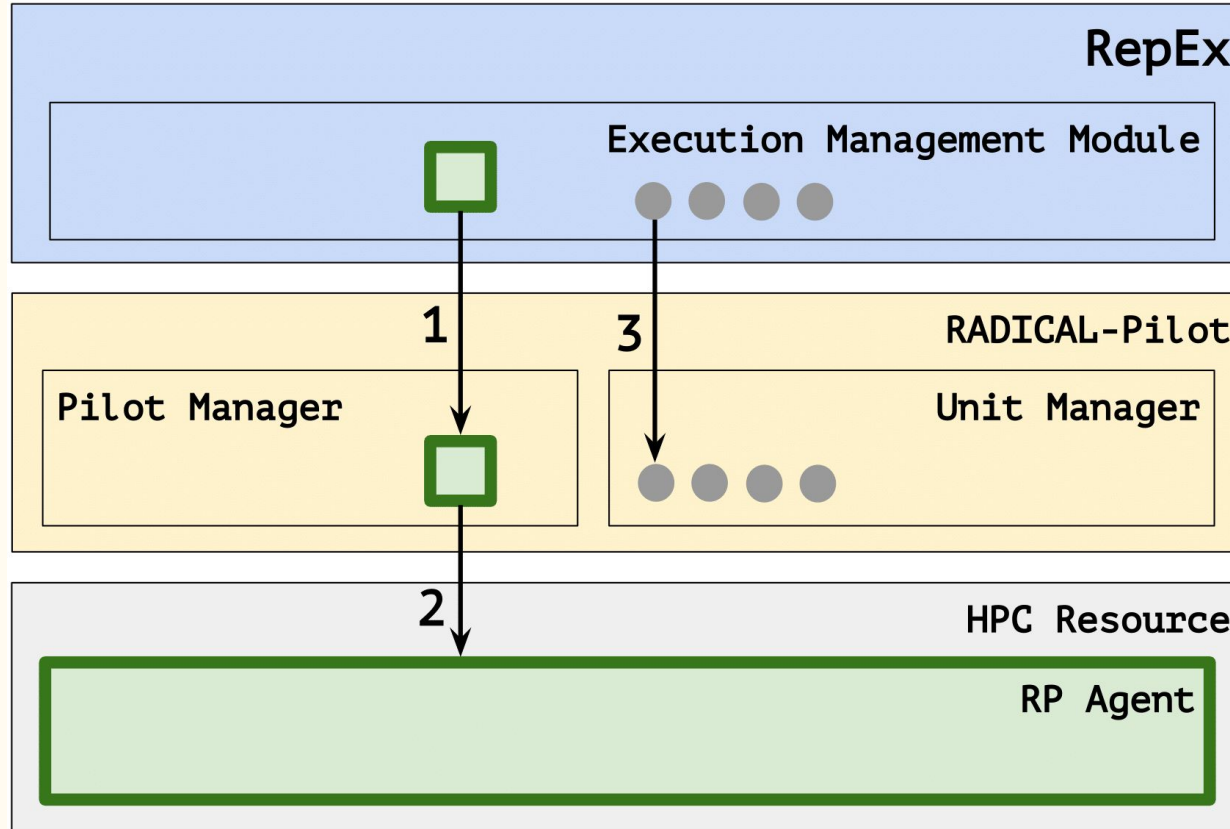 RepEx
Execution Management Module
1
3
RADICAL-Pilot
Pilot Manager
Unit Manager
2
HPC Resource
RP Agent